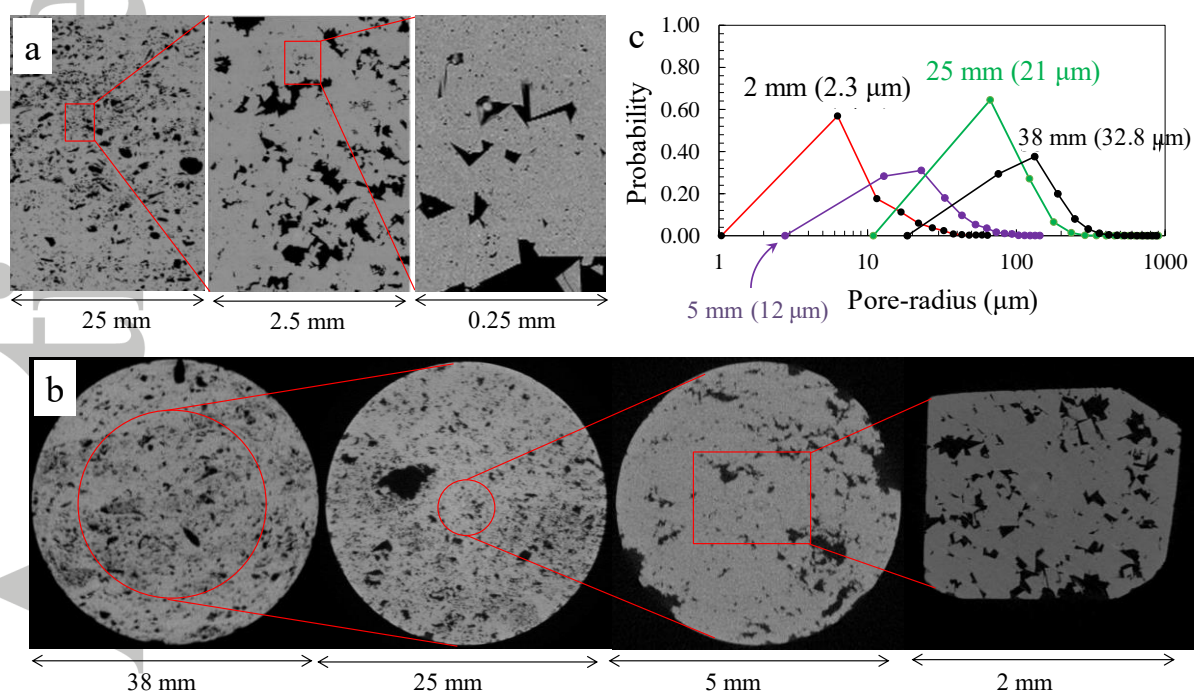 a
25 mm
2.5 mm
0.25 mm
c
1.00
0.80
0.60
0.40
0.20
0.00
Probability
2 mm (2.3 µm)
25 mm (21 µm)
38 mm (32.8 µm)
5 mm (12 µm)
1
10
100
1000
Pore-radius (µm)
b
38 mm
25 mm
5 mm
2 mm